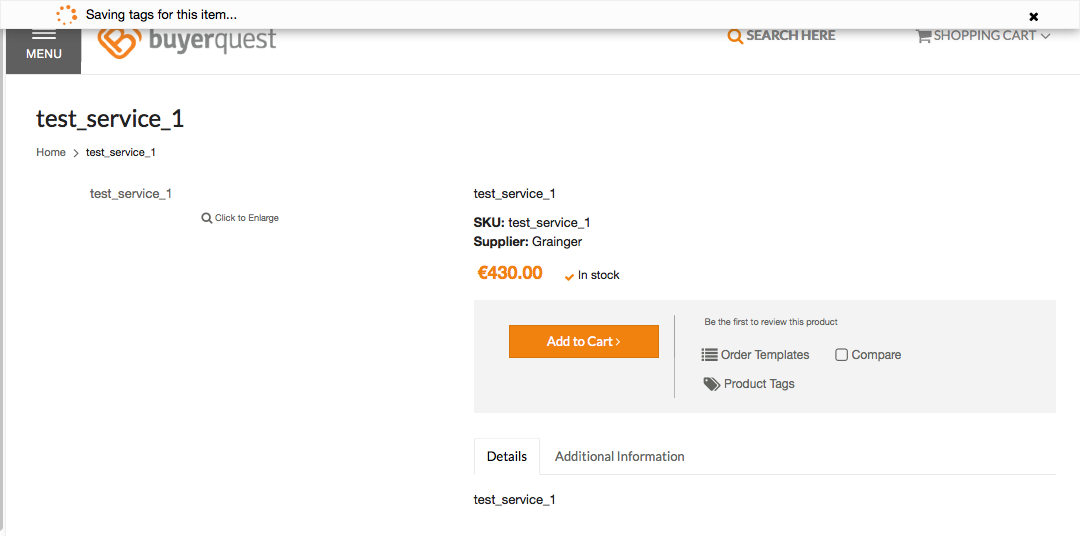 Saving tags for this item...
MENU
buyerquest
SEARCH HERE
SHOPPING CART
test_service_1
Home > test_service_1
test_service_1
Click to Enlarge
test_service_1
SKU: test_service_1
Supplier: Grainger
€430.00 In stock
Add to Cart ›
Be the first to review this product
Order Templates Compare
Product Tags
Details Additional Information
test_service_1